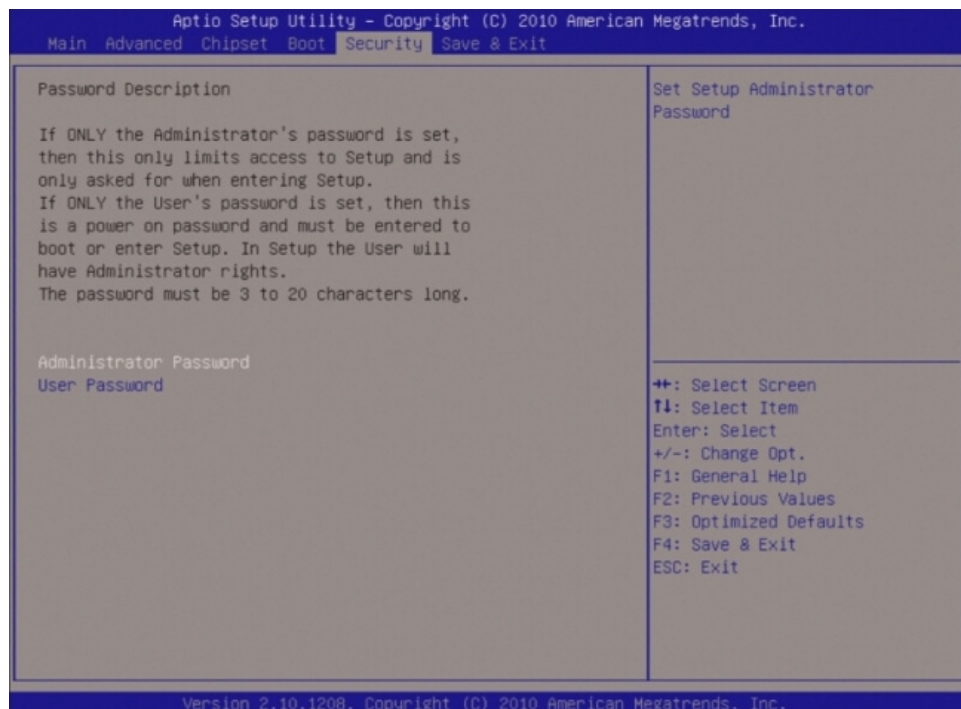 Aptio Setup Utility – Copyright (C) 2010 American Megatrends, Inc.
Main Advanced Chipset Boot Security Save & Exit
Password Description
If ONLY the Administrator's password is set,
then this only limits access to Setup and is
only asked for when entering Setup.
If ONLY the User's password is set, then this
is a power on password and must be entered to
boot or enter Setup. In Setup the User will
have Administrator rights.
The password must be 3 to 20 characters long.
Administrator Password
User Password
Set Setup Administrator
Password
→←: Select Screen
↑↓: Select Item
Enter: Select
+/-: Change Opt.
F1: General Help
F2: Previous Values
F3: Optimized Defaults
F4: Save & Exit
ESC: Exit
Version 2.10.1208. Copyright (C) 2010 American Megatrends, Inc.